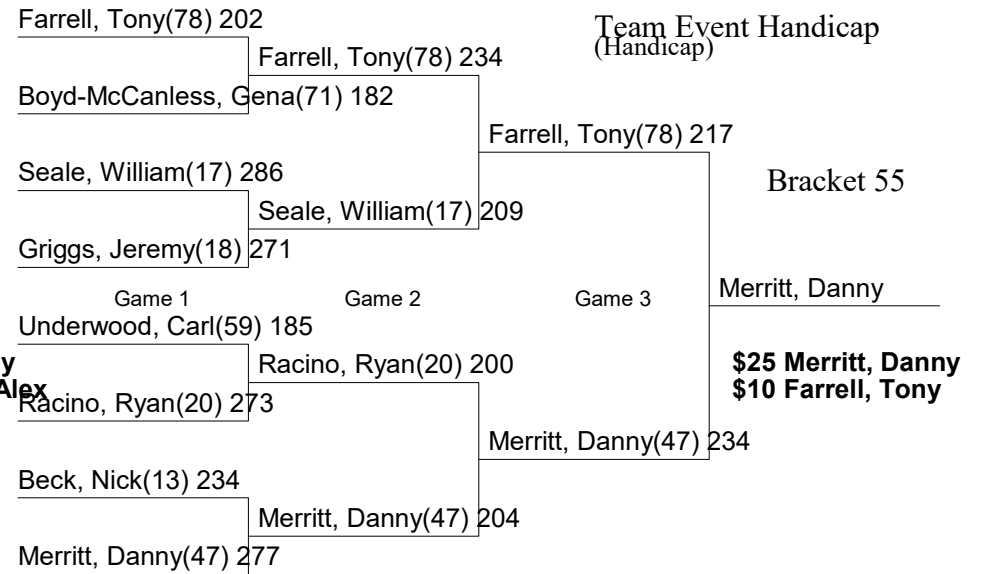 Farrell, Tony(78) 202
Team Event Handicap
(Handicap)
Farrell, Tony(78) 234
Boyd-McCanless, Gena(71) 182
Farrell, Tony(78) 217
Seale, William(17) 286
Bracket 55
Seale, William(17) 209
Griggs, Jeremy(18) 271
Game 1
Game 2
Game 3
Merritt, Danny
Underwood, Carl(59) 185
y
Racino, Ryan(20) 200
$25 Merritt, Danny
Alex
Racino, Ryan(20) 273
$10 Farrell, Tony
Merritt, Danny(47) 234
Beck, Nick(13) 234
Merritt, Danny(47) 204
Merritt, Danny(47) 277